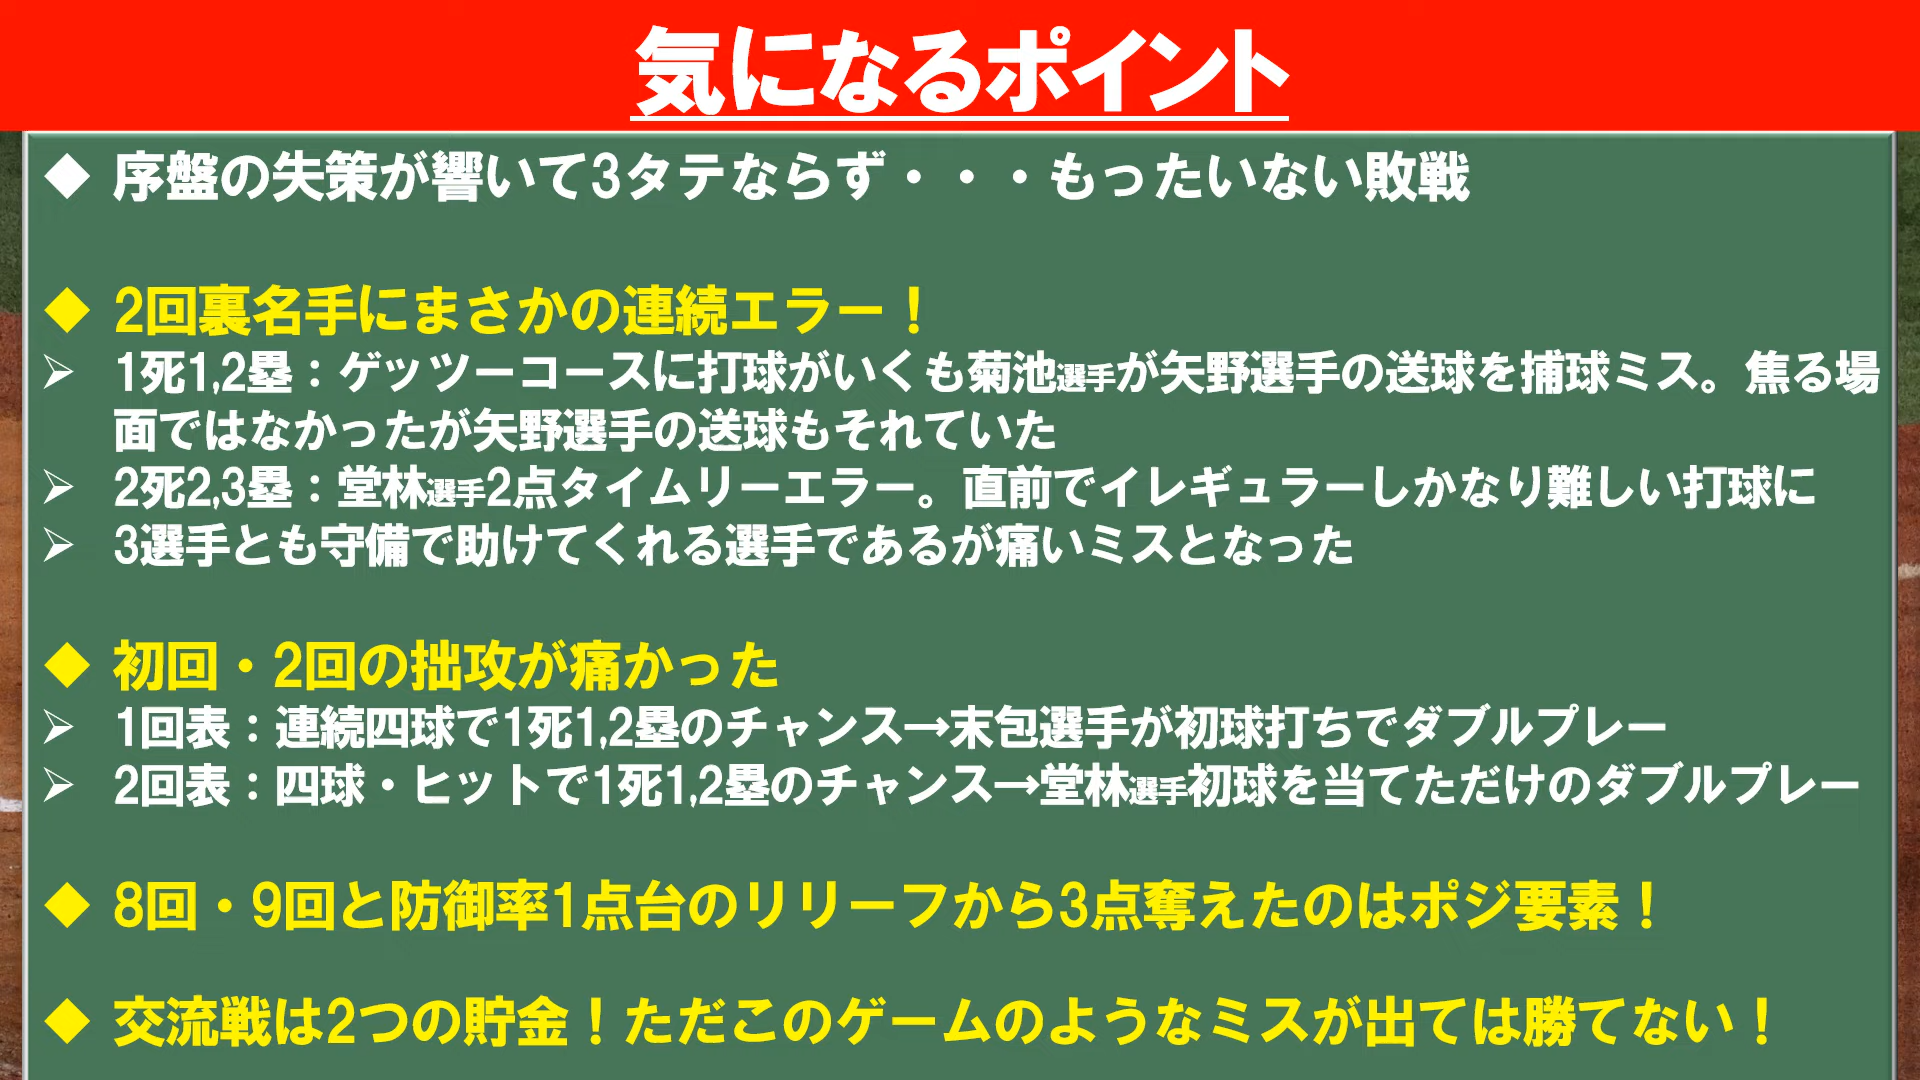 気になるポイント
◆ 序盤の失策が響いて3タテならず・・・もったいない敗戦
◆ 2回裏名手にまさかの連続エラー！
➢ 1死1,2塁：ゲッツーコースに打球がいくも菊池選手が矢野選手の送球を捕球ミス。焦る場
面ではなかったが矢野選手の送球もそれていた
➢ 2死2,3塁：堂林選手2点タイムリーエラー。直前でイレギュラーしかなり難しい打球に
➢ 3選手とも守備で助けてくれる選手であるが痛いミスとなった
◆ 初回・2回の拙攻が痛かった
➢ 1回表：連続四球で1死1,2塁のチャンス→末包選手が初球打ちでダブルプレー
➢ 2回表：四球・ヒットで1死1,2塁のチャンス→堂林選手初球を当てただけのダブルプレー
◆ 8回・9回と防御率1点台のリリーフから3点奪えたのはポジ要素！
◆ 交流戦は2つの貯金！ただこのゲームのようなミスが出ては勝てない！